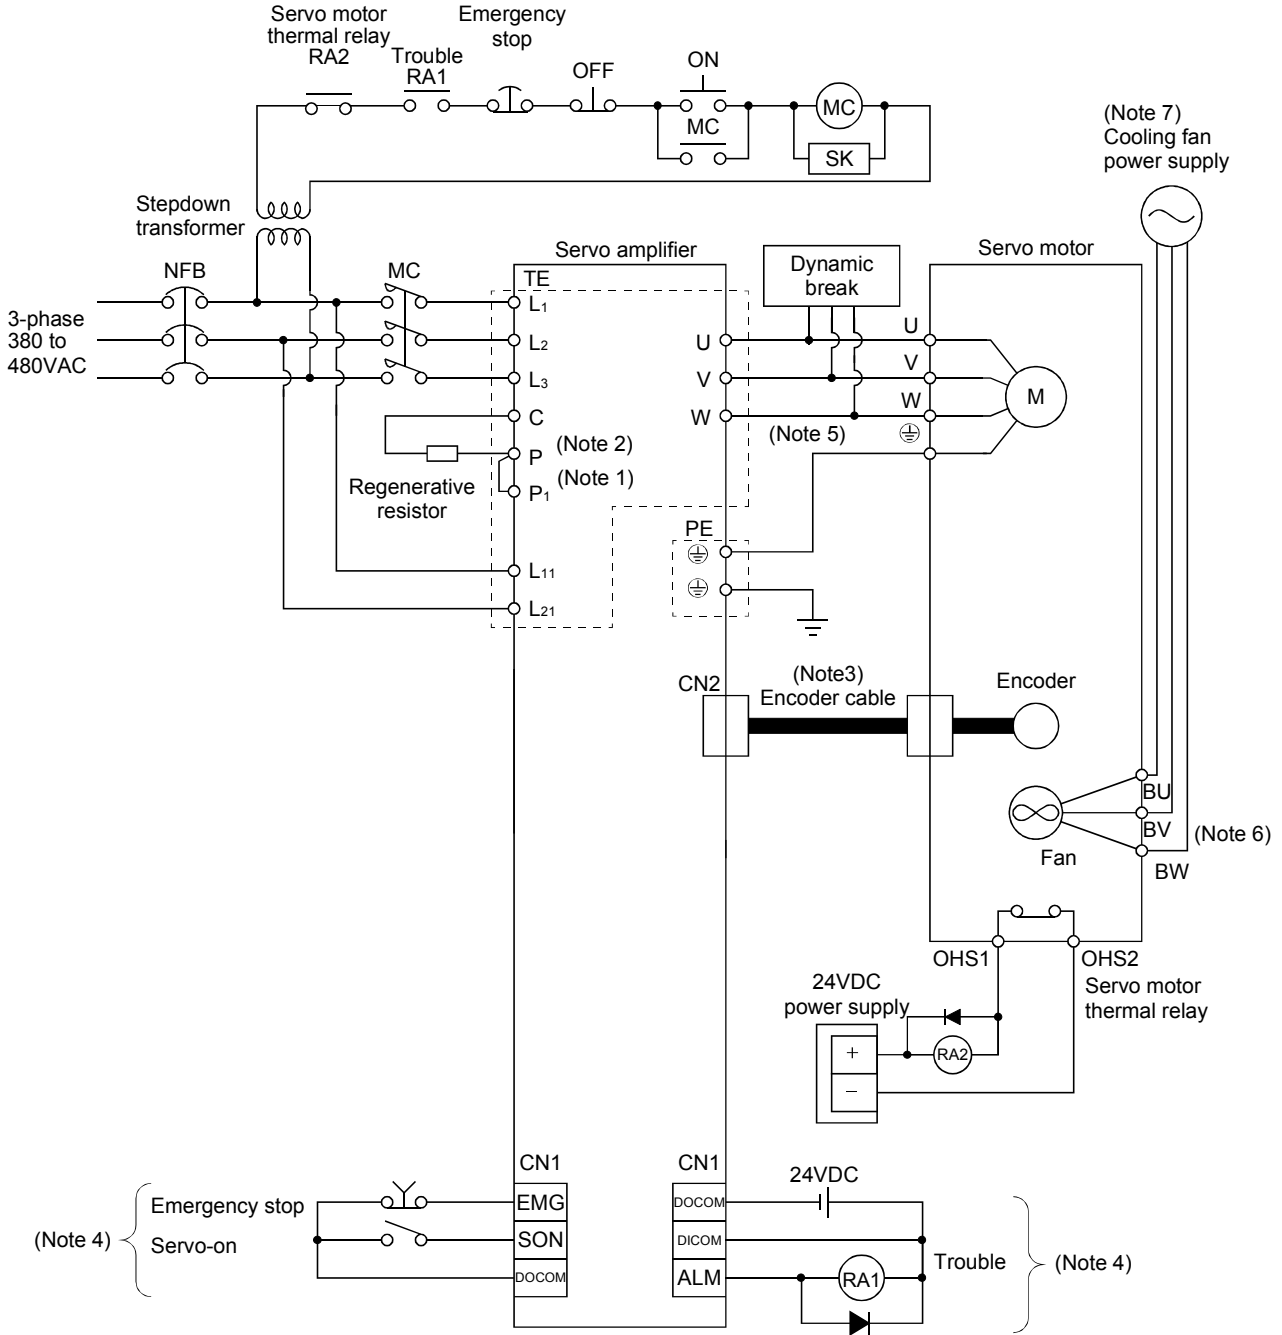 Servo motor
thermal relay
RA2
Trouble
RA1
Emergency
stop
OFF
ON
MC
MC
SK
(Note 7)
Cooling fan
power supply
Stepdown
transformer
NFB
MC
3-phase
380 to
480VAC
Servo amplifier
TE
L1
L2
L3
C
P
(Note 2)
P1
(Note 1)
Regenerative
resistor
L11
L21
U
V
W
PE
Dynamic
break
Servo motor
U
V
W
(Note 5)
M
CN2
(Note3)
Encoder cable
Encoder
Fan
BU
BV
BW
(Note 6)
OHS1
OHS2
Servo motor
thermal relay
24VDC
power supply
+
−
RA2
CN1
EMG
SON
DOCOM
(Note 4)
Emergency stop
Servo-on
CN1
DOCOM
DICOM
ALM
24VDC
RA1
Trouble
(Note 4)